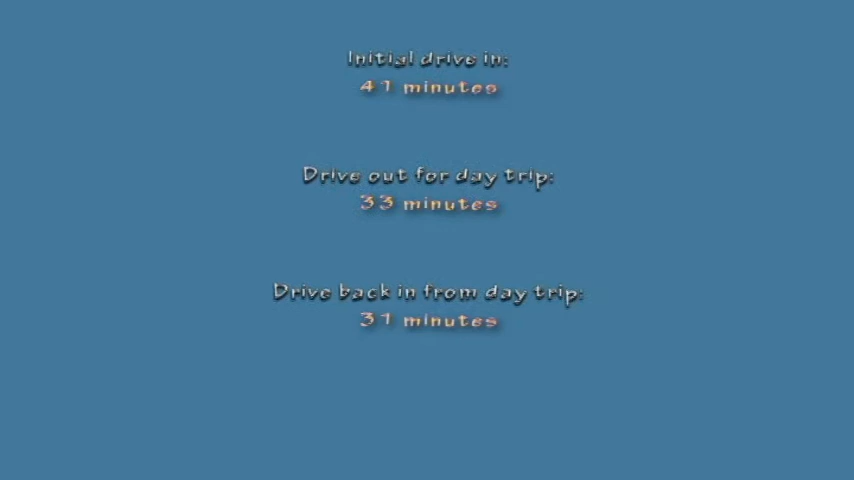 Initial drive in:
41 minutes
Drive out for day trip:
33 minutes
Drive back in from day trip:
31 minutes